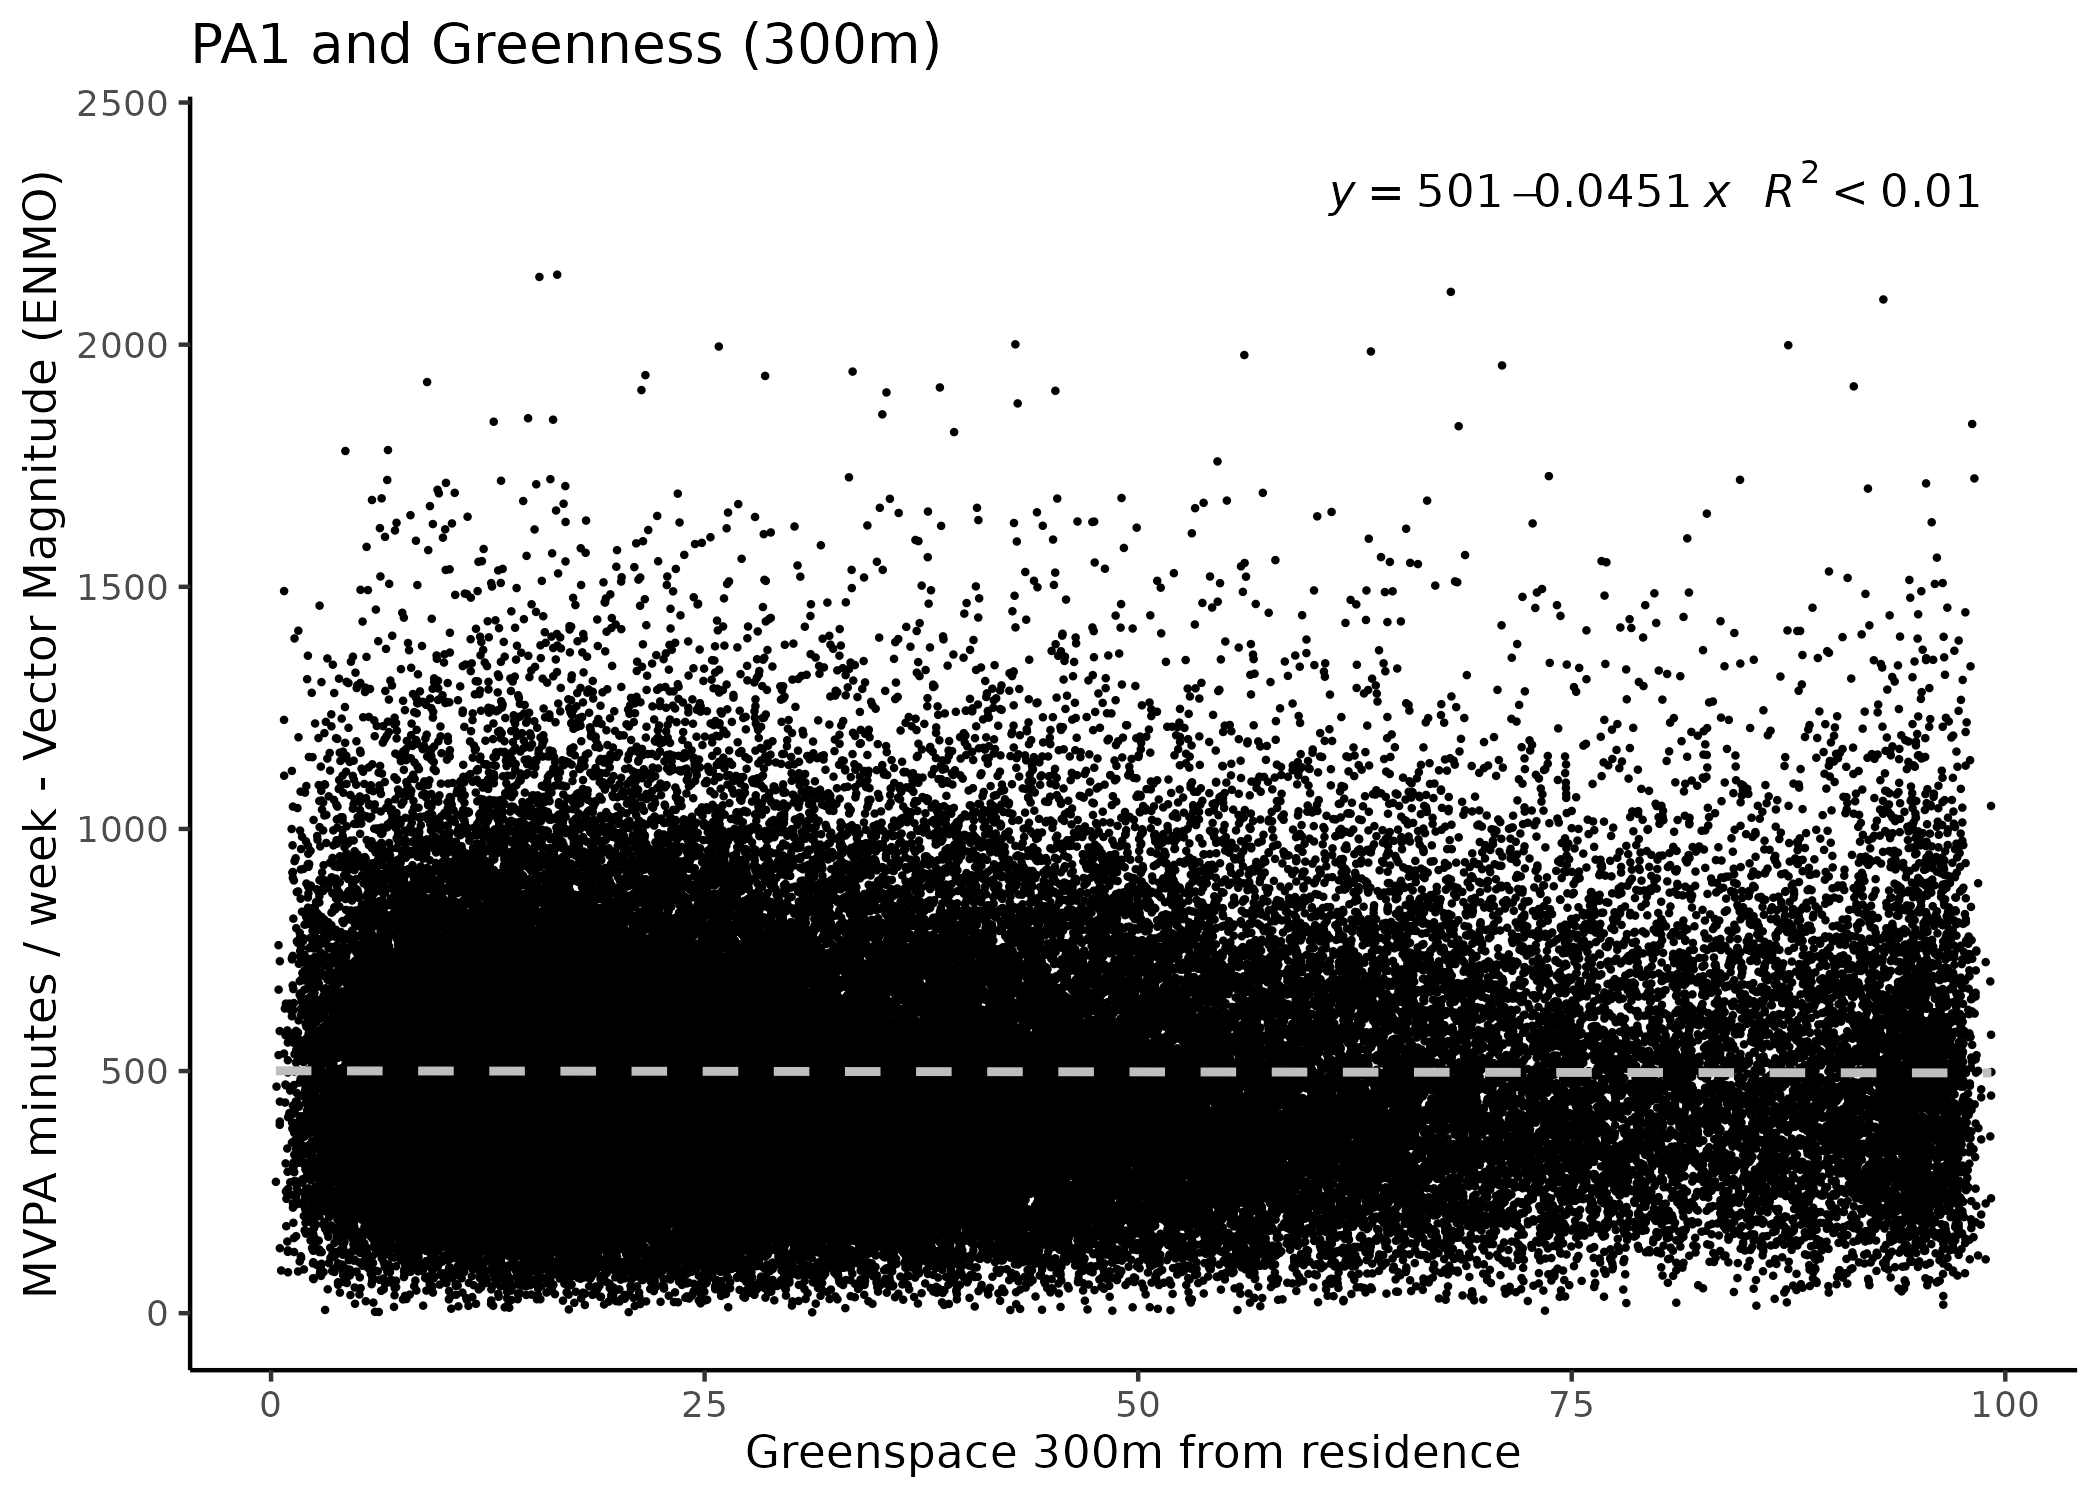 PA1 and Greenness (300m)
y = 501 –0.0451 x R² < 0.01
MVPA minutes / week - Vector Magnitude (ENMO)
2500
2000
1500
1000
500
0
0 25 50 75 100
Greenspace 300m from residence